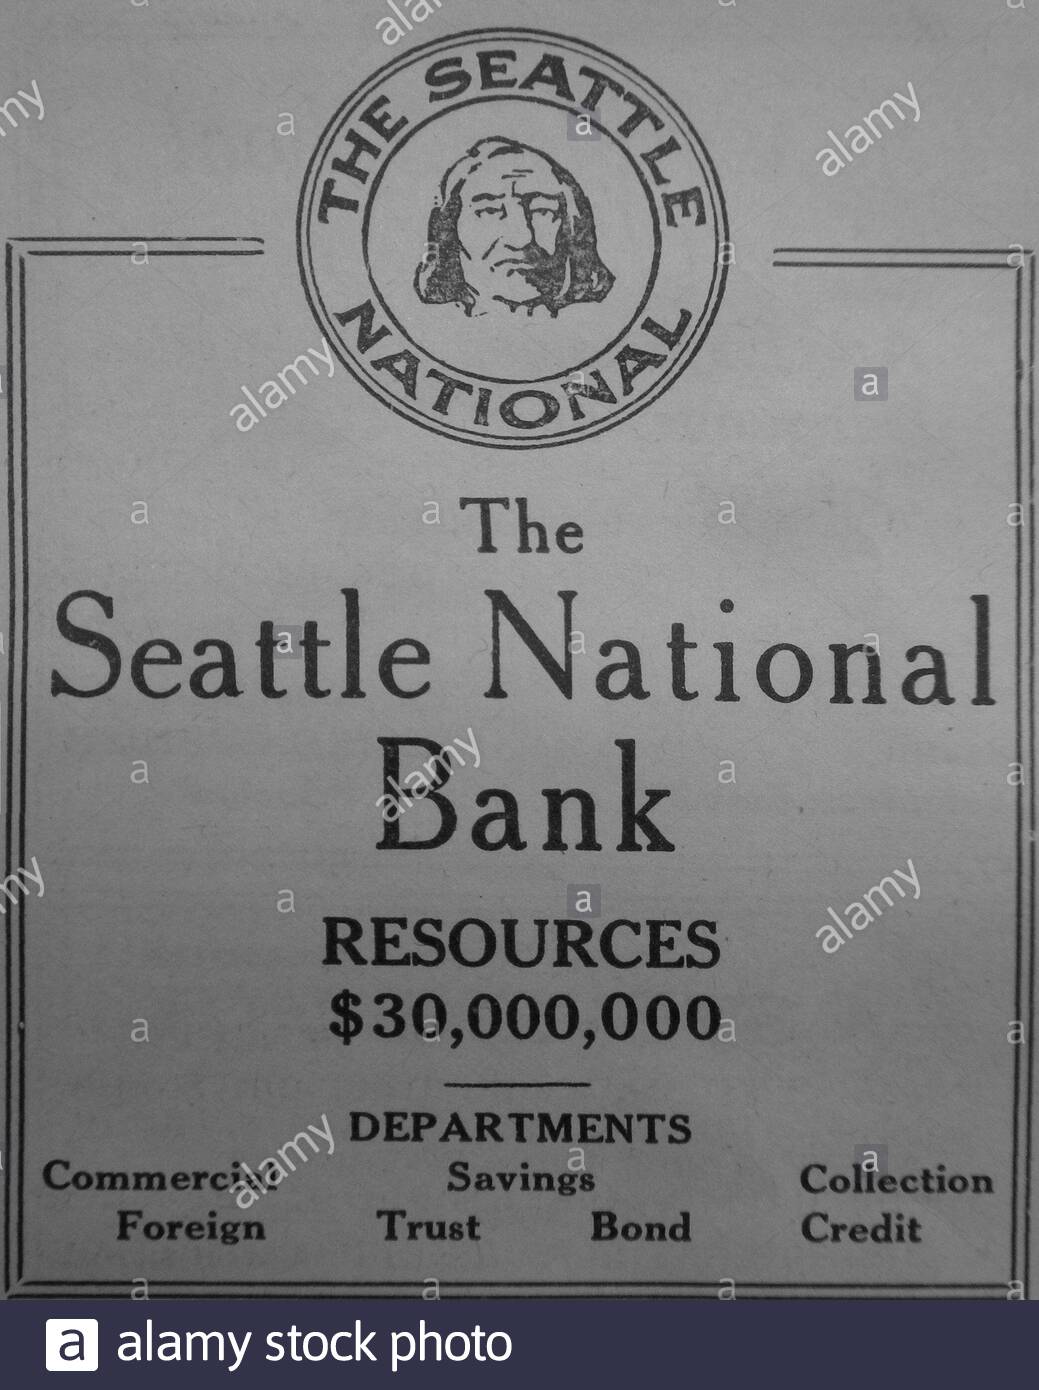 THE SEATTLE
NATIONAL
The
Seattle National
Bank
RESOURCES
$30,000,000
DEPARTMENTS
Commercial Savings Collection
Foreign Trust Bond Credit
a alamy stock photo